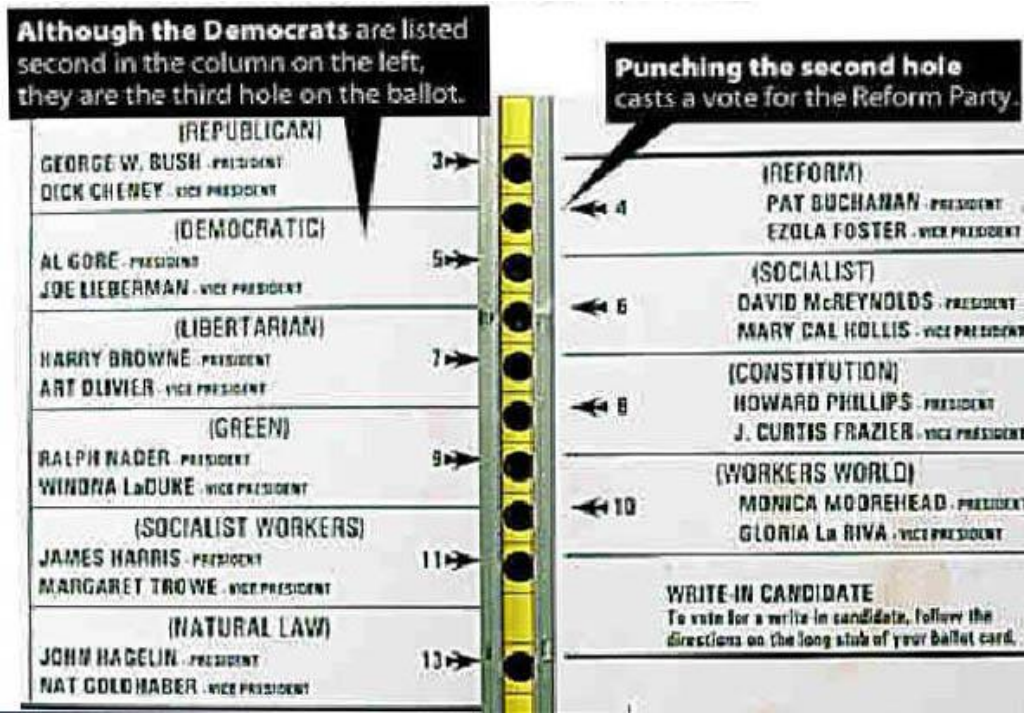 Although the Democrats are listed
second in the column on the left,
they are the third hole on the ballot.
Punching the second hole
casts a vote for the Reform Party.
(REPUBLICAN)
GEORGE W. BUSH - PRESIDENT
DICK CHENEY - VICE PRESIDENT
3
(DEMOCRATIC)
AL GORE - PRESIDENT
JOE LIEBERMAN - VICE PRESIDENT
5
(LIBERTARIAN)
HARRY BROWNE - PRESIDENT
ART OLIVIER - VICE PRESIDENT
7
(GREEN)
RALPH NADER - PRESIDENT
WINONA LaDUKE - VICE PRESIDENT
9
(SOCIALIST WORKERS)
JAMES HARRIS - PRESIDENT
MARGARET TROWE - VICE PRESIDENT
11
(NATURAL LAW)
JOHN HAGELIN - PRESIDENT
NAT GOLDHABER - VICE PRESIDENT
13
(REFORM)
4
PAT BUCHANAN - PRESIDENT
EZOLA FOSTER - VICE PRESIDENT
(SOCIALIST)
6
DAVID McREYNOLDS - PRESIDENT
MARY CAL HOLLIS - VICE PRESIDENT
(CONSTITUTION)
8
HOWARD PHILLIPS - PRESIDENT
J. CURTIS FRAZIER - VICE PRESIDENT
(WORKERS WORLD)
10
MONICA MOOREHEAD - PRESIDENT
GLORIA La RIVA - VICE PRESIDENT
WRITE-IN CANDIDATE
To vote for a write-in candidate, follow the
directions on the long stub of your ballot card.